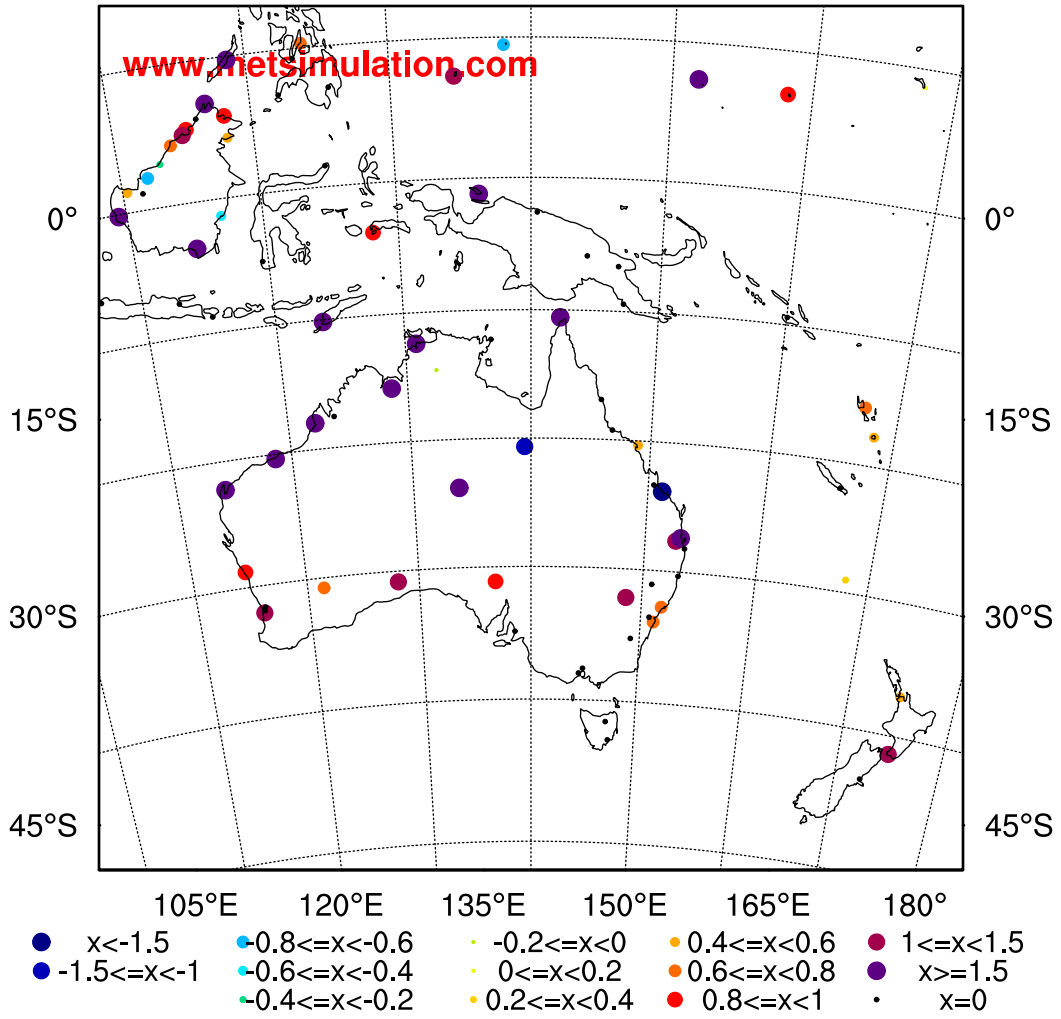 www.metsimulation.com
0° 0°
15°S 15°S
30°S 30°S
45°S 45°S
105°E 120°E 135°E 150°E 165°E 180°
x<-1.5 -0.8<=x<-0.6 -0.2<=x<0 0.4<=x<0.6 1<=x<1.5
-1.5<=x<-1 -0.6<=x<-0.4 0<=x<0.2 0.6<=x<0.8 x>=1.5
-0.4<=x<-0.2 0.2<=x<0.4 0.8<=x<1 x=0